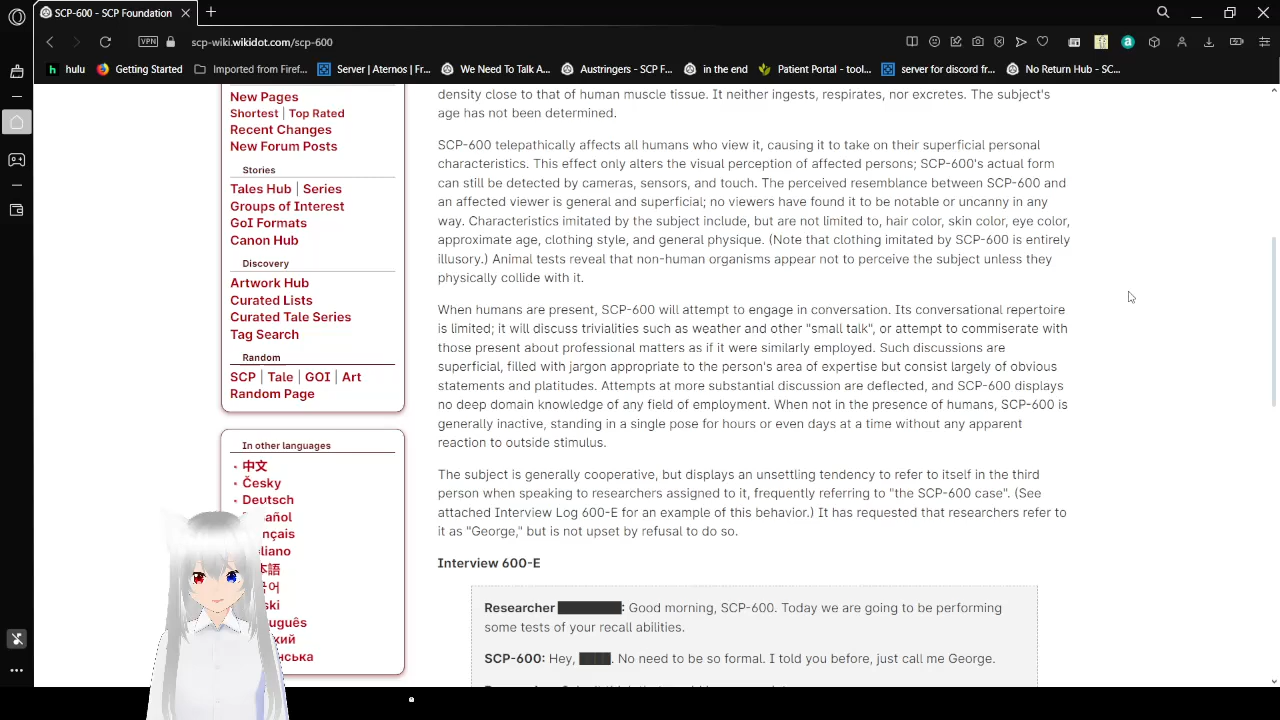 SCP-600 - SCP Foundation
VPN
scp-wiki.wikidot.com/scp-600
hulu
Getting Started
Imported from Firef...
Server | Aternos | Fr...
We Need To Talk A...
Austringers - SCP F...
in the end
Patient Portal - tool...
server for discord fr...
No Return Hub - SC...
New Pages
Shortest | Top Rated
Recent Changes
New Forum Posts
Stories
Tales Hub | Series
Groups of Interest
GoI Formats
Canon Hub
Discovery
Artwork Hub
Curated Lists
Curated Tale Series
Tag Search
Random
SCP | Tale | GOI | Art
Random Page
In other languages
中文
Česky
Deutsch
density close to that of human muscle tissue. It neither ingests, respirates, nor excretes. The subject's
age has not been determined.
SCP-600 telepathically affects all humans who view it, causing it to take on their superficial personal
characteristics. This effect only alters the visual perception of affected persons; SCP-600's actual form
can still be detected by cameras, sensors, and touch. The perceived resemblance between SCP-600 and
an affected viewer is general and superficial; no viewers have found it to be notable or uncanny in any
way. Characteristics imitated by the subject include, but are not limited to, hair color, skin color, eye color,
approximate age, clothing style, and general physique. (Note that clothing imitated by SCP-600 is entirely
illusory.) Animal tests reveal that non-human organisms appear not to perceive the subject unless they
physically collide with it.
When humans are present, SCP-600 will attempt to engage in conversation. Its conversational repertoire
is limited; it will discuss trivialities such as weather and other "small talk", or attempt to commiserate with
those present about professional matters as if it were similarly employed. Such discussions are
superficial, filled with jargon appropriate to the person's area of expertise but consist largely of obvious
statements and platitudes. Attempts at more substantial discussion are deflected, and SCP-600 displays
no deep domain knowledge of any field of employment. When not in the presence of humans, SCP-600 is
generally inactive, standing in a single pose for hours or even days at a time without any apparent
reaction to outside stimulus.
The subject is generally cooperative, but displays an unsettling tendency to refer to itself in the third
person when speaking to researchers assigned to it, frequently referring to "the SCP-600 case". (See
attached Interview Log 600-E for an example of this behavior.) It has requested that researchers refer to
it as "George," but is not upset by refusal to do so.
Interview 600-E
Researcher : Good morning, SCP-600. Today we are going to be performing
some tests of your recall abilities.
SCP-600: Hey, . No need to be so formal. I told you before, just call me George.